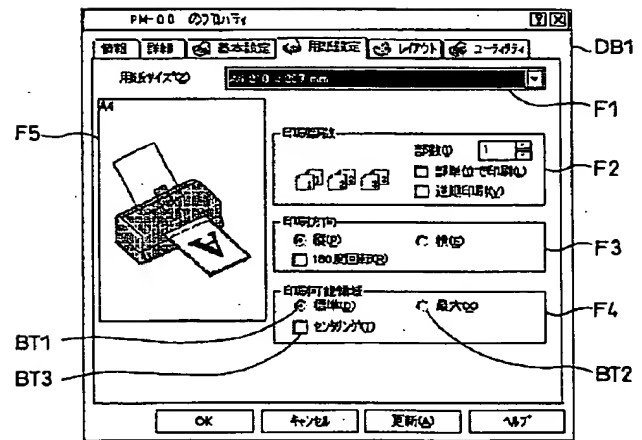 PM-00 のプロパティ
DB1
情報 詳細 基本設定 用紙設定 レイアウト ユーティリティ
用紙サイズ(Z)
F1
A4
F5
印刷部数
部数(I) 1
部単位で印刷(L)
逆順印刷(V)
F2
印刷方向
縦(P) 横(S)
180度回転(R)
F3
印刷可能領域
標準(D) 最大(X)
センタリング(T)
F4
BT1
BT2
BT3
OK キャンセル 更新(A) ヘルプ